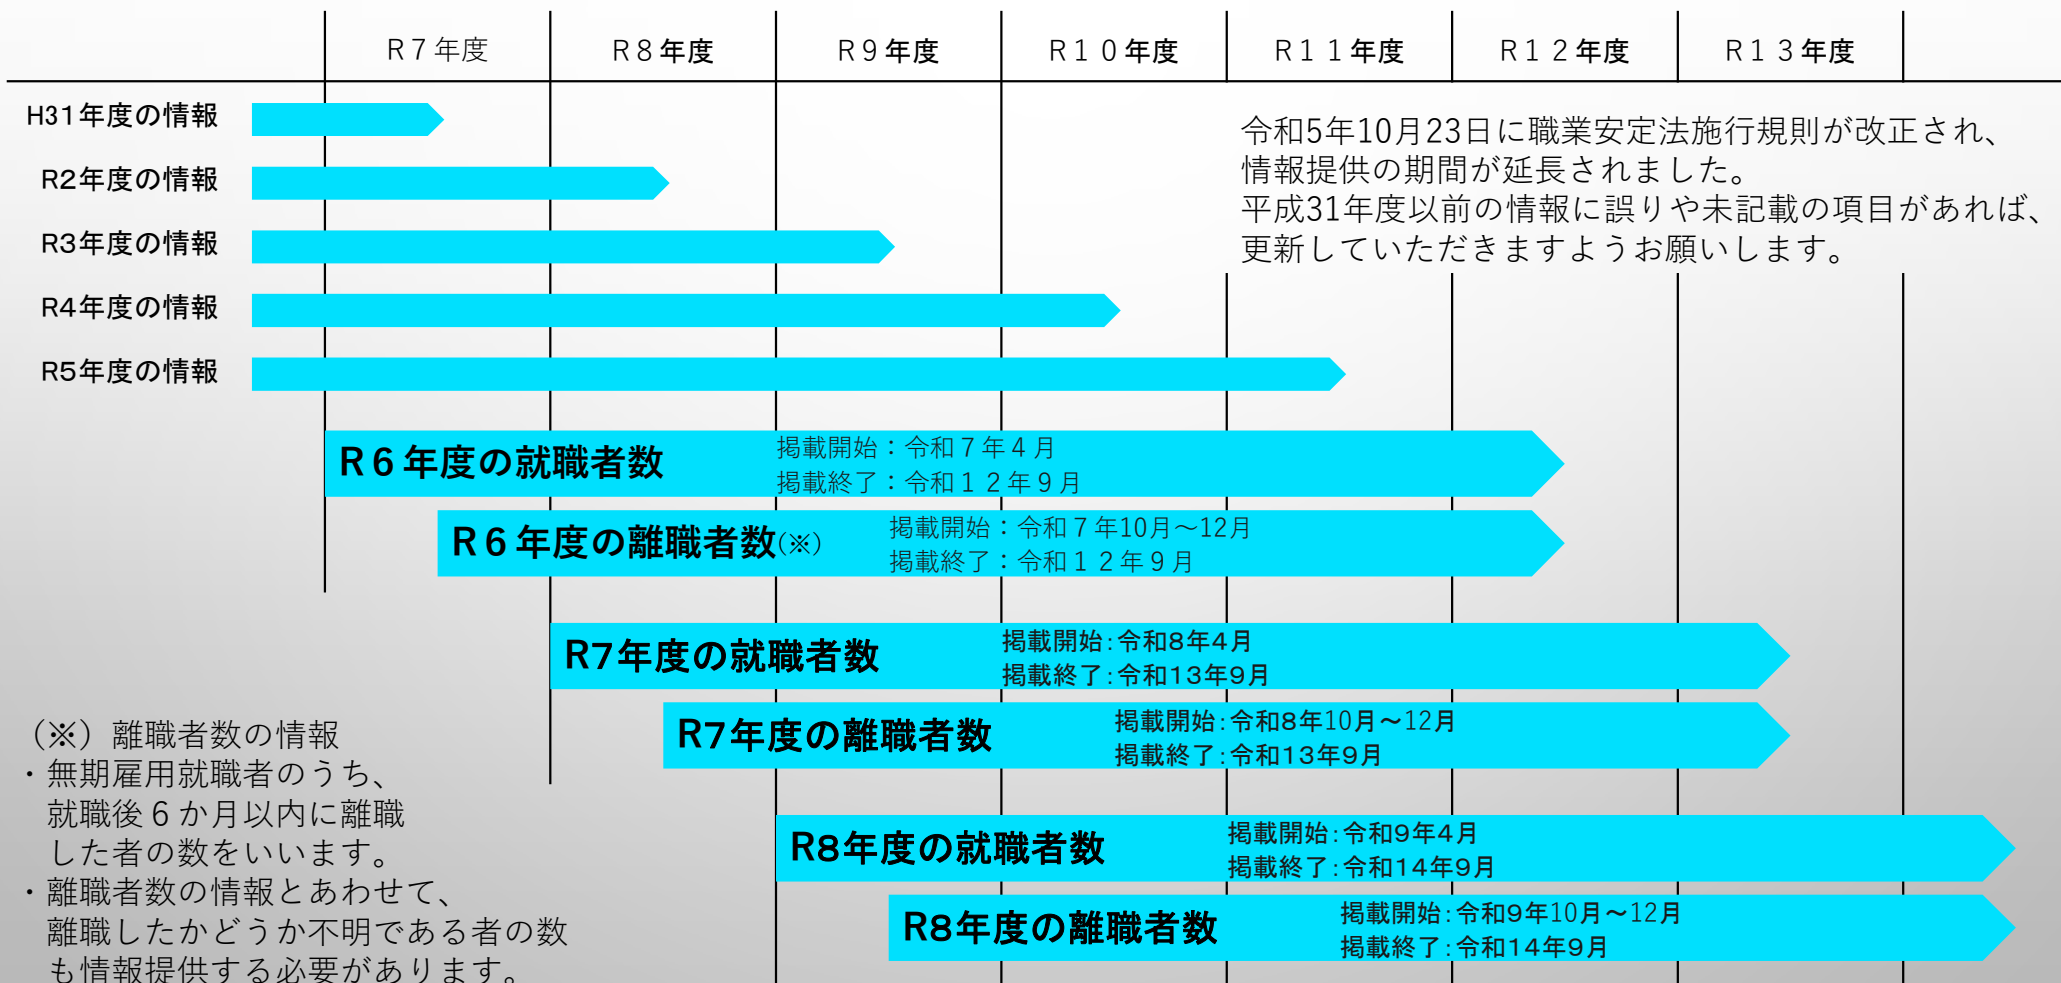 R７年度 R８年度 R９年度 R１０年度 R１１年度 R１２年度 R１３年度
H31年度の情報
R2年度の情報
R3年度の情報
R4年度の情報
R5年度の情報
令和5年10月23日に職業安定法施行規則が改正され、
情報提供の期間が延長されました。
平成31年度以前の情報に誤りや未記載の項目があれば、
更新していただきますようお願いします。
R６年度の就職者数
掲載開始：令和７年４月
掲載終了：令和１２年９月
R６年度の離職者数(※)
掲載開始：令和７年10月～12月
掲載終了：令和１２年９月
R7年度の就職者数
掲載開始：令和8年4月
掲載終了：令和13年9月
R7年度の離職者数
掲載開始：令和8年10月～12月
掲載終了：令和13年9月
R8年度の就職者数
掲載開始：令和9年4月
掲載終了：令和14年9月
R8年度の離職者数
掲載開始：令和9年10月～12月
掲載終了：令和14年9月
（※）離職者数の情報
・無期雇用就職者のうち、
就職後６か月以内に離職
した者の数をいいます。
・離職者数の情報とあわせて、
離職したかどうか不明である者の数
も情報提供する必要があります。